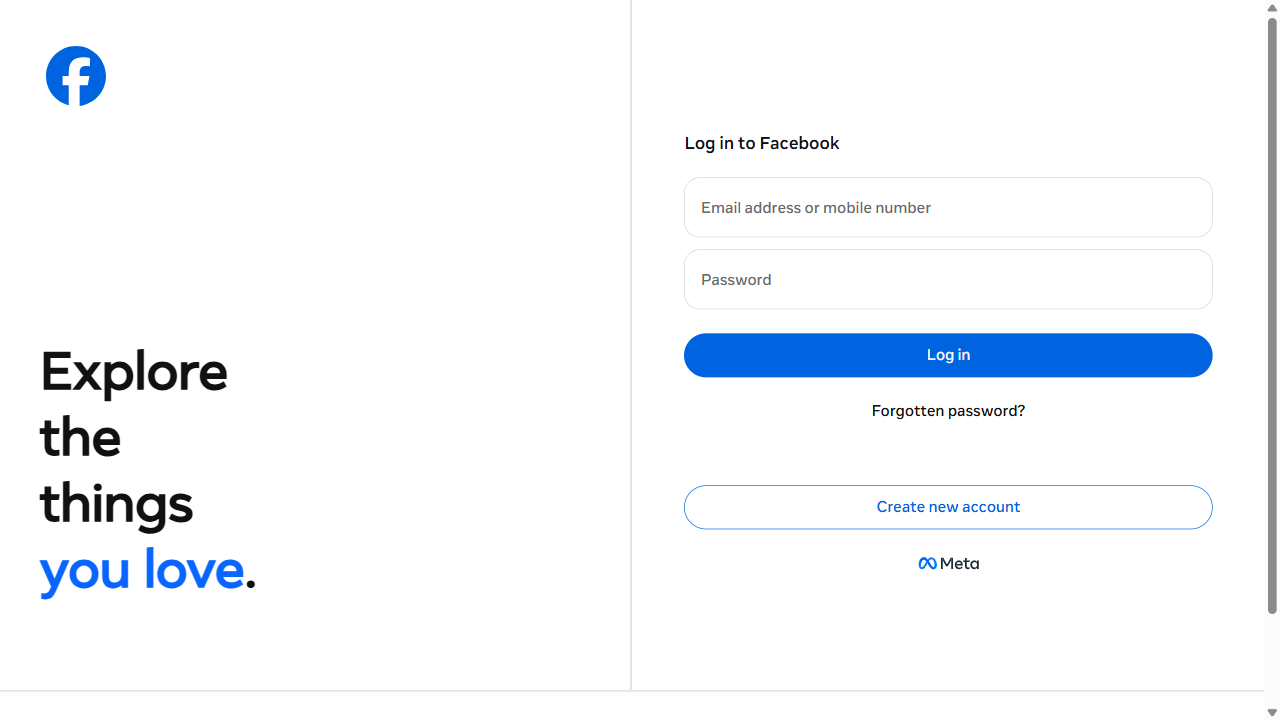 Explore
the
things
you love.
Log in to Facebook
Email address or mobile number
Password
Log in
Forgotten password?
Create new account
Meta